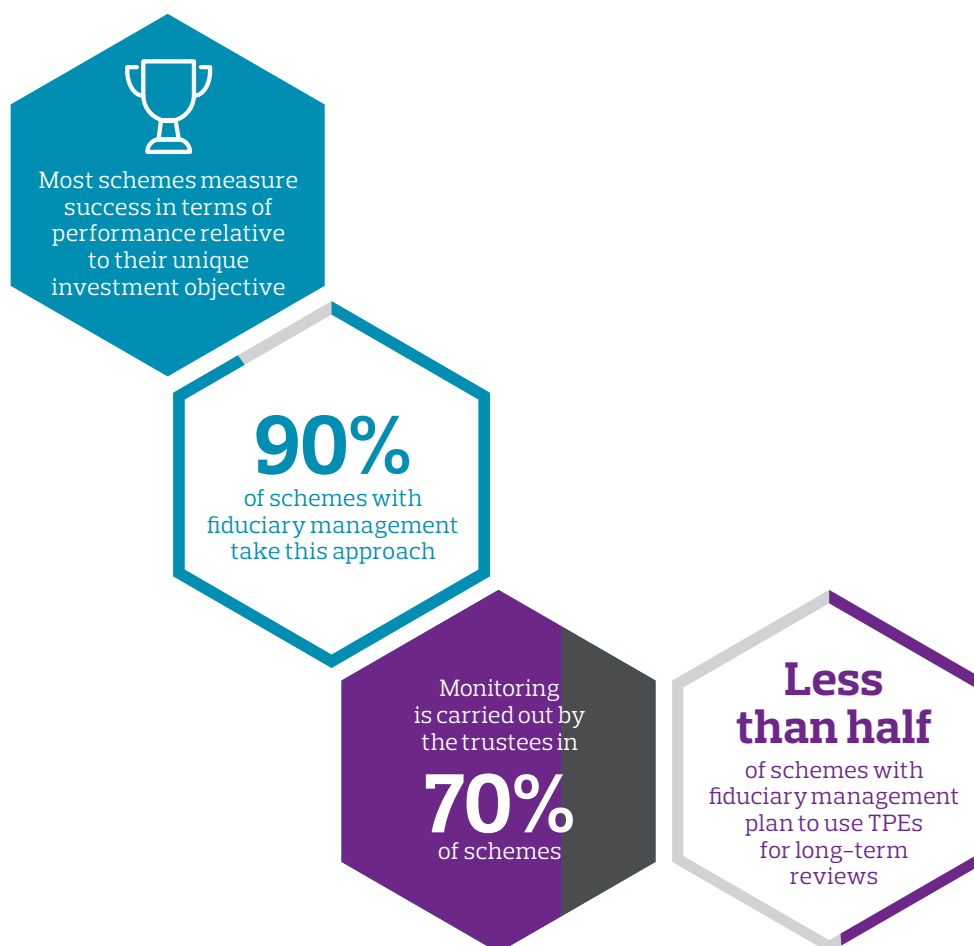 Most schemes measure
success in terms of
performance relative
to their unique
investment objective
90%
of schemes with
fiduciary management
take this approach
Monitoring
is carried out by
the trustees in
70%
of schemes
Less
than half
of schemes with
fiduciary management
plan to use TPEs
for long-term
reviews